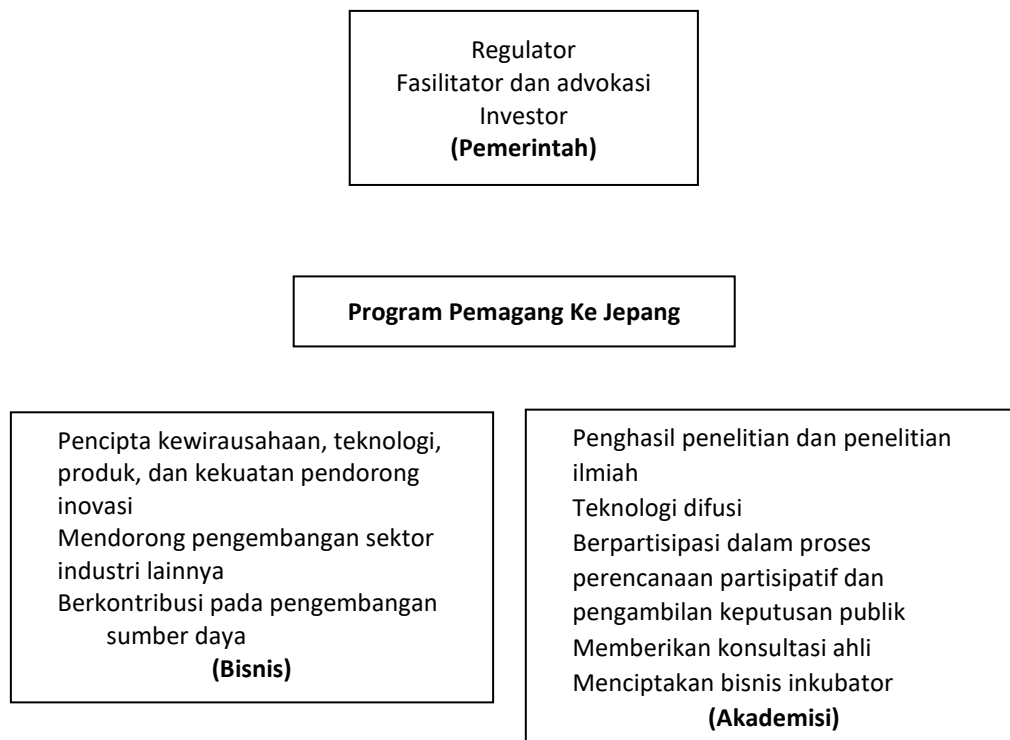 Regulator
Fasilitator dan advokasi
Investor
(Pemerintah)
Program Pemagang Ke Jepang
Pencipta kewirausahaan, teknologi,
produk, dan kekuatan pendorong
inovasi
Mendorong pengembangan sektor
industri lainnya
Berkontribusi pada pengembangan
sumber daya
(Bisnis)
Penghasil penelitian dan penelitian
ilmiah
Teknologi difusi
Berpartisipasi dalam proses
perencanaan partisipatif dan
pengambilan keputusan publik
Memberikan konsultasi ahli
Menciptakan bisnis inkubator
(Akademisi)